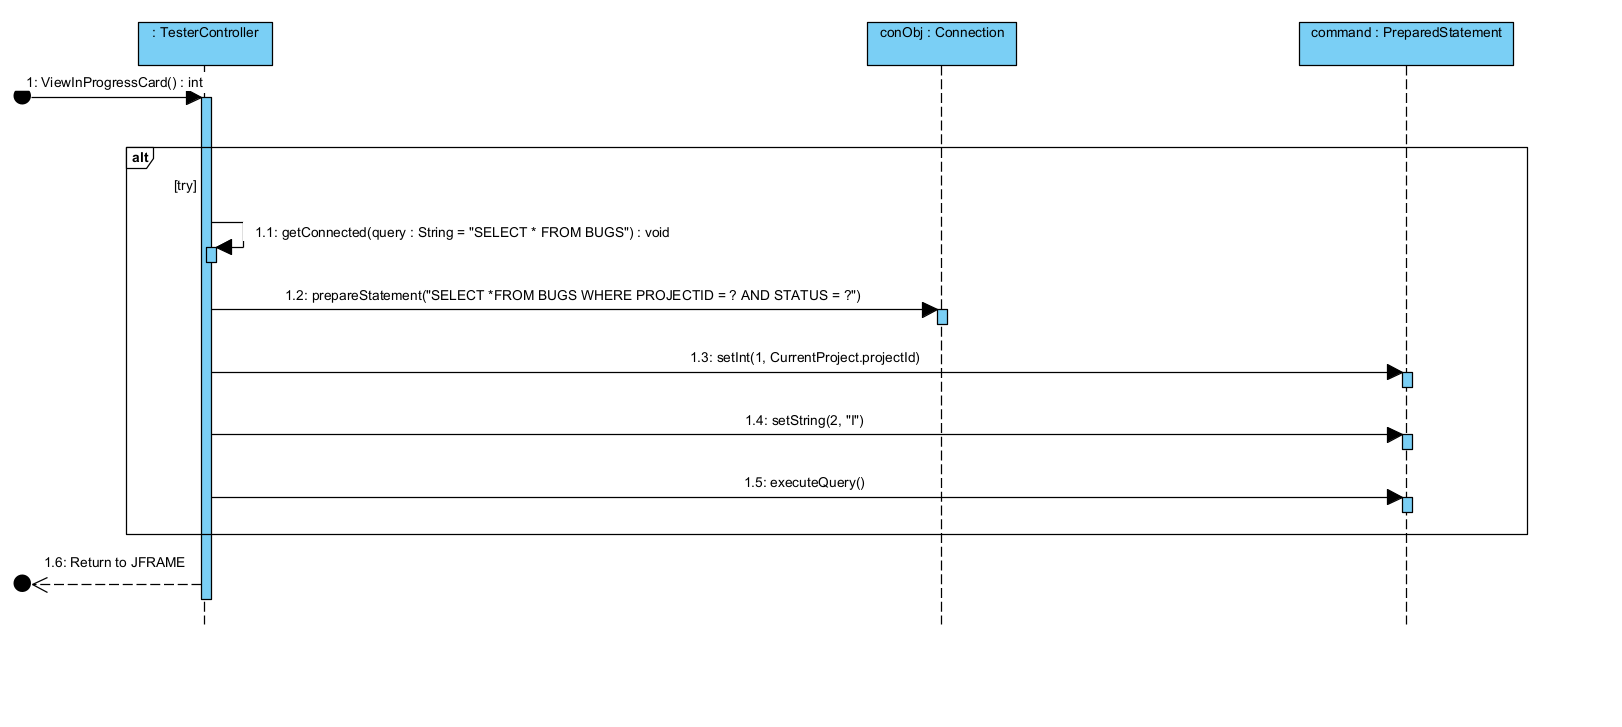 : TesterController
conObj : Connection
command : PreparedStatement
1: ViewInProgressCard() : int
alt
[try]
1.1: getConnected(query : String = "SELECT * FROM BUGS") : void
1.2: prepareStatement("SELECT *FROM BUGS WHERE PROJECTID = ? AND STATUS = ?")
1.3: setInt(1, CurrentProject.projectId)
1.4: setString(2, "I")
1.5: executeQuery()
1.6: Return to JFRAME